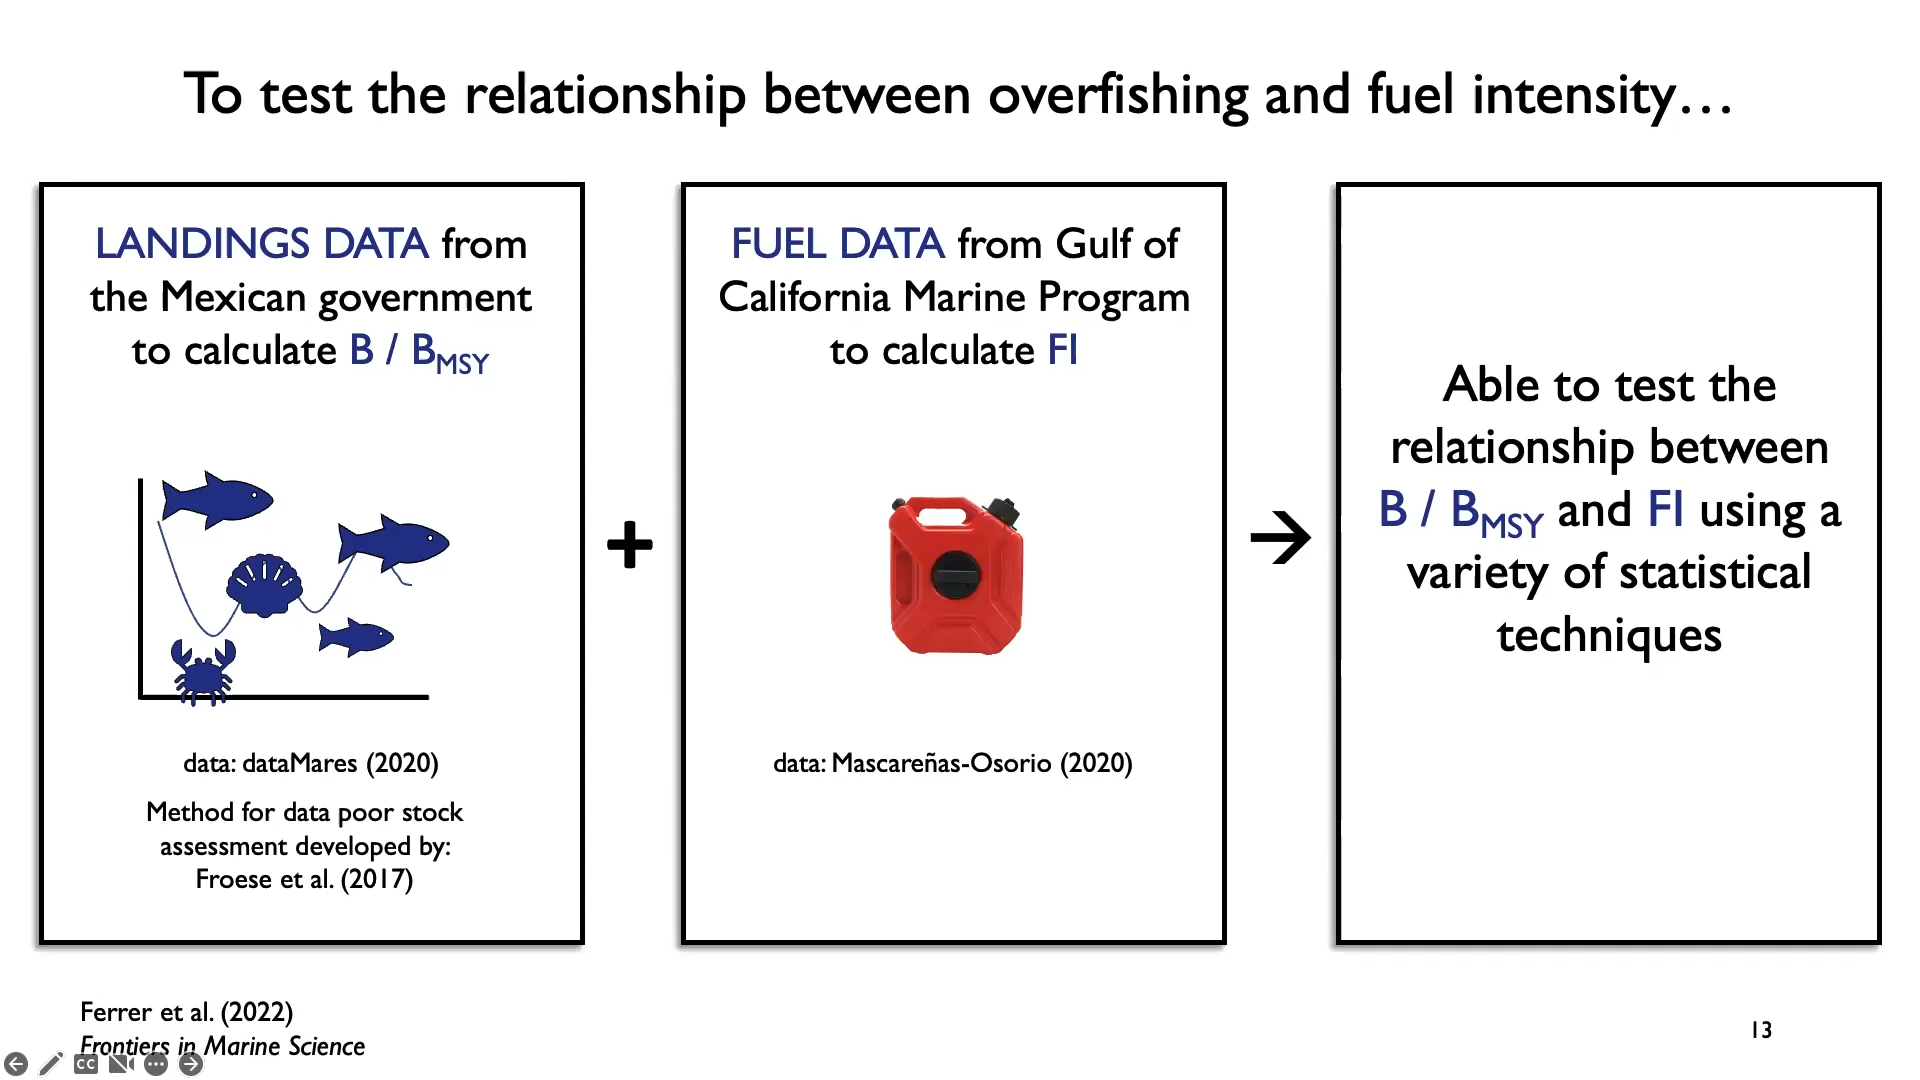 To test the relationship between overfishing and fuel intensity…
LANDINGS DATA from
the Mexican government
to calculate B / BMSY
data: dataMares (2020)
Method for data poor stock
assessment developed by:
Froese et al. (2017)
+
FUEL DATA from Gulf of
California Marine Program
to calculate FI
data: Mascareñas-Osorio (2020)
→
Able to test the
relationship between
B / BMSY and FI using a
variety of statistical
techniques
Ferrer et al. (2022)
Frontiers in Marine Science
CC
13